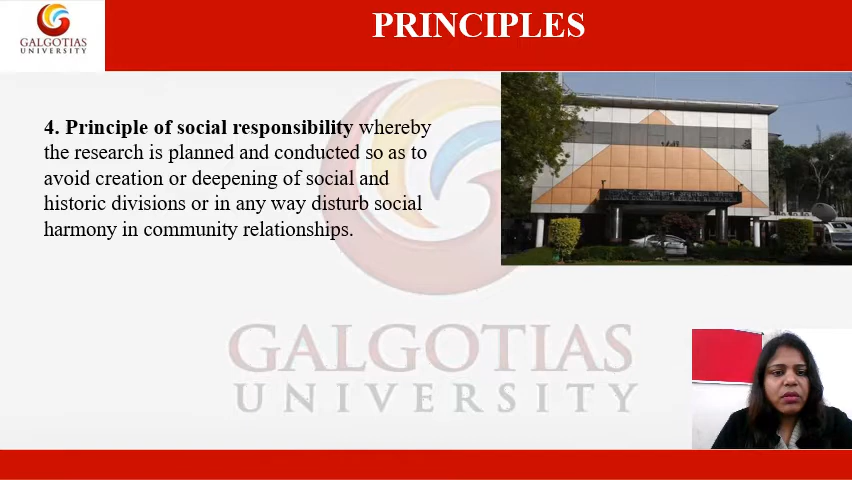 GALGOTIAS
UNIVERSITY
PRINCIPLES
4. Principle of social responsibility whereby
the research is planned and conducted so as to
avoid creation or deepening of social and
historic divisions or in any way disturb social
harmony in community relationships.
GALGOTIAS
UNIVERSITY